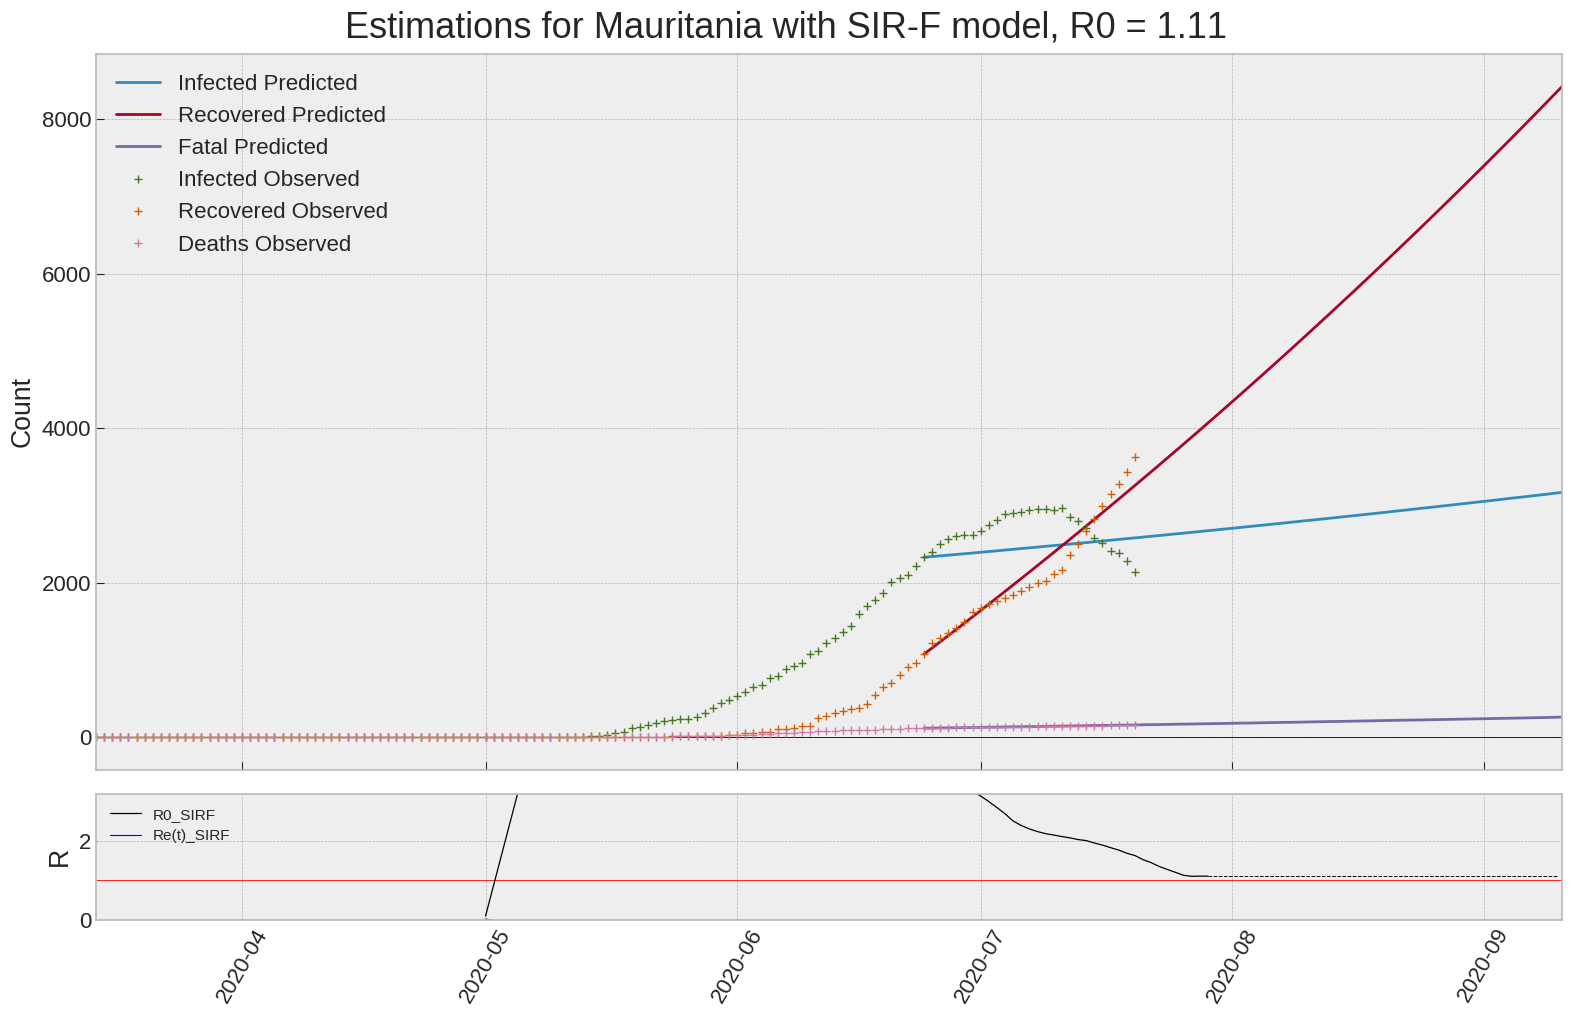 Estimations for Mauritania with SIR-F model, R0 = 1.11
Infected Predicted
Recovered Predicted
Fatal Predicted
Infected Observed
Recovered Observed
Deaths Observed
8000
6000
4000
2000
0
Count
R0_SIRF
Re(t)_SIRF
2
0
R
2020-04
2020-05
2020-06
2020-07
2020-08
2020-09